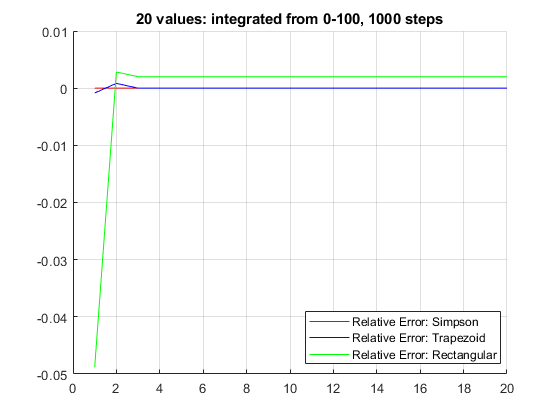 20 values: integrated from 0-100, 1000 steps
0.01
0
-0.01
-0.02
-0.03
-0.04
-0.05
0 2 4 6 8 10 12 14 16 18 20
Relative Error: Simpson
Relative Error: Trapezoid
Relative Error: Rectangular